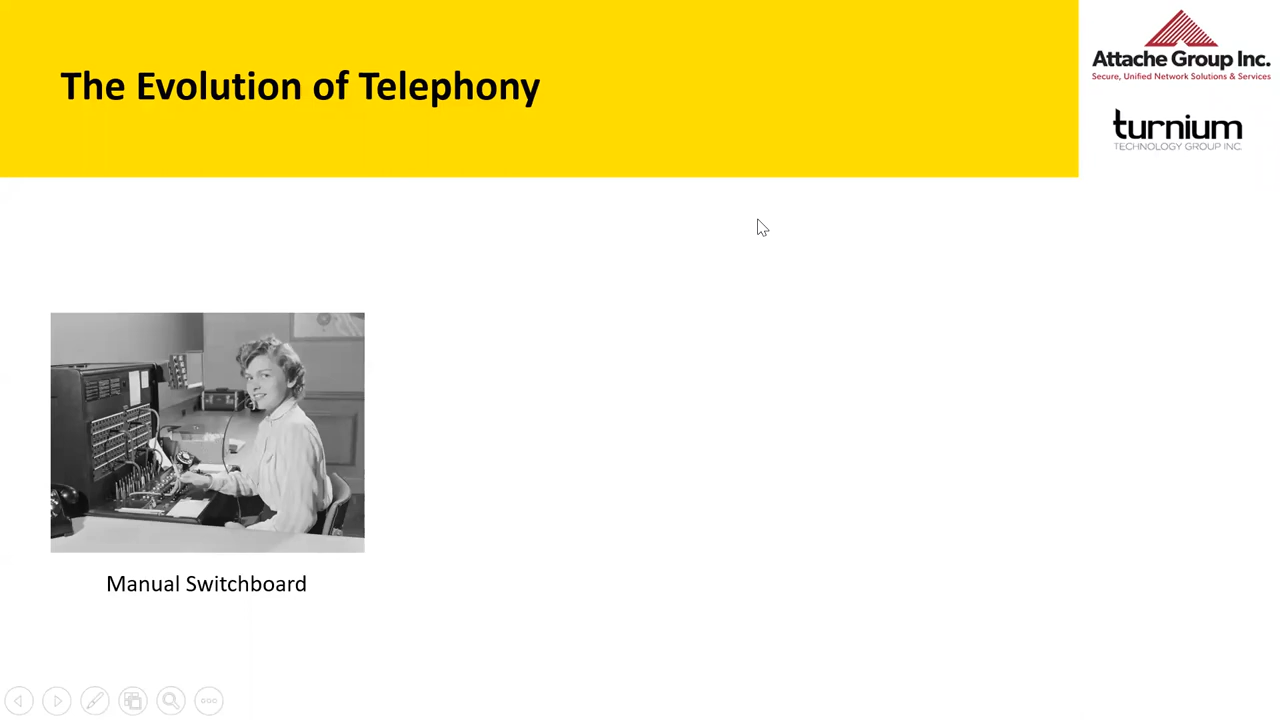 The Evolution of Telephony
Attache Group Inc.
Secure, Unified Network Solutions & Services
turnium
TECHNOLOGY GROUP INC.
Manual Switchboard